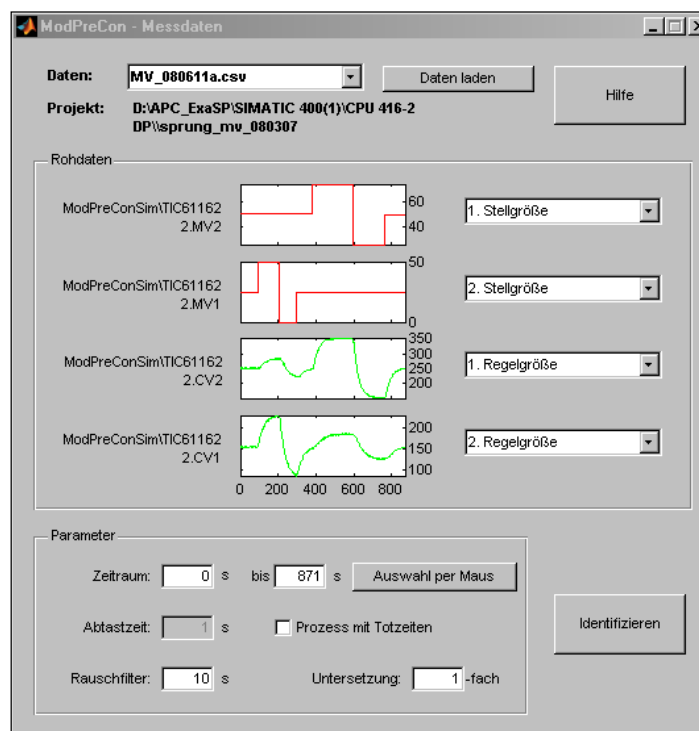 ModPreCon - Messdaten
Daten: MV_080611a.csv Daten laden
Hilfe
Projekt: D:\APC_ExaSP\SIMATIC 400(1)\CPU 416-2
DP\\sprung_mv_080307
Rohdaten
ModPreConSim\TIC61162
2.MV2
60
40
1. Stellgröße
ModPreConSim\TIC61162
2.MV1
50
0
2. Stellgröße
ModPreConSim\TIC61162
2.CV2
350
300
250
200
1. Regelgröße
ModPreConSim\TIC61162
2.CV1
200
150
100
2. Regelgröße
0 200 400 600 800
Parameter
Zeitraum: 0 s bis 871 s Auswahl per Maus
Abtastzeit: 1 s Prozess mit Totzeiten
Identifizieren
Rauschfilter: 10 s Untersetzung: 1 -fach